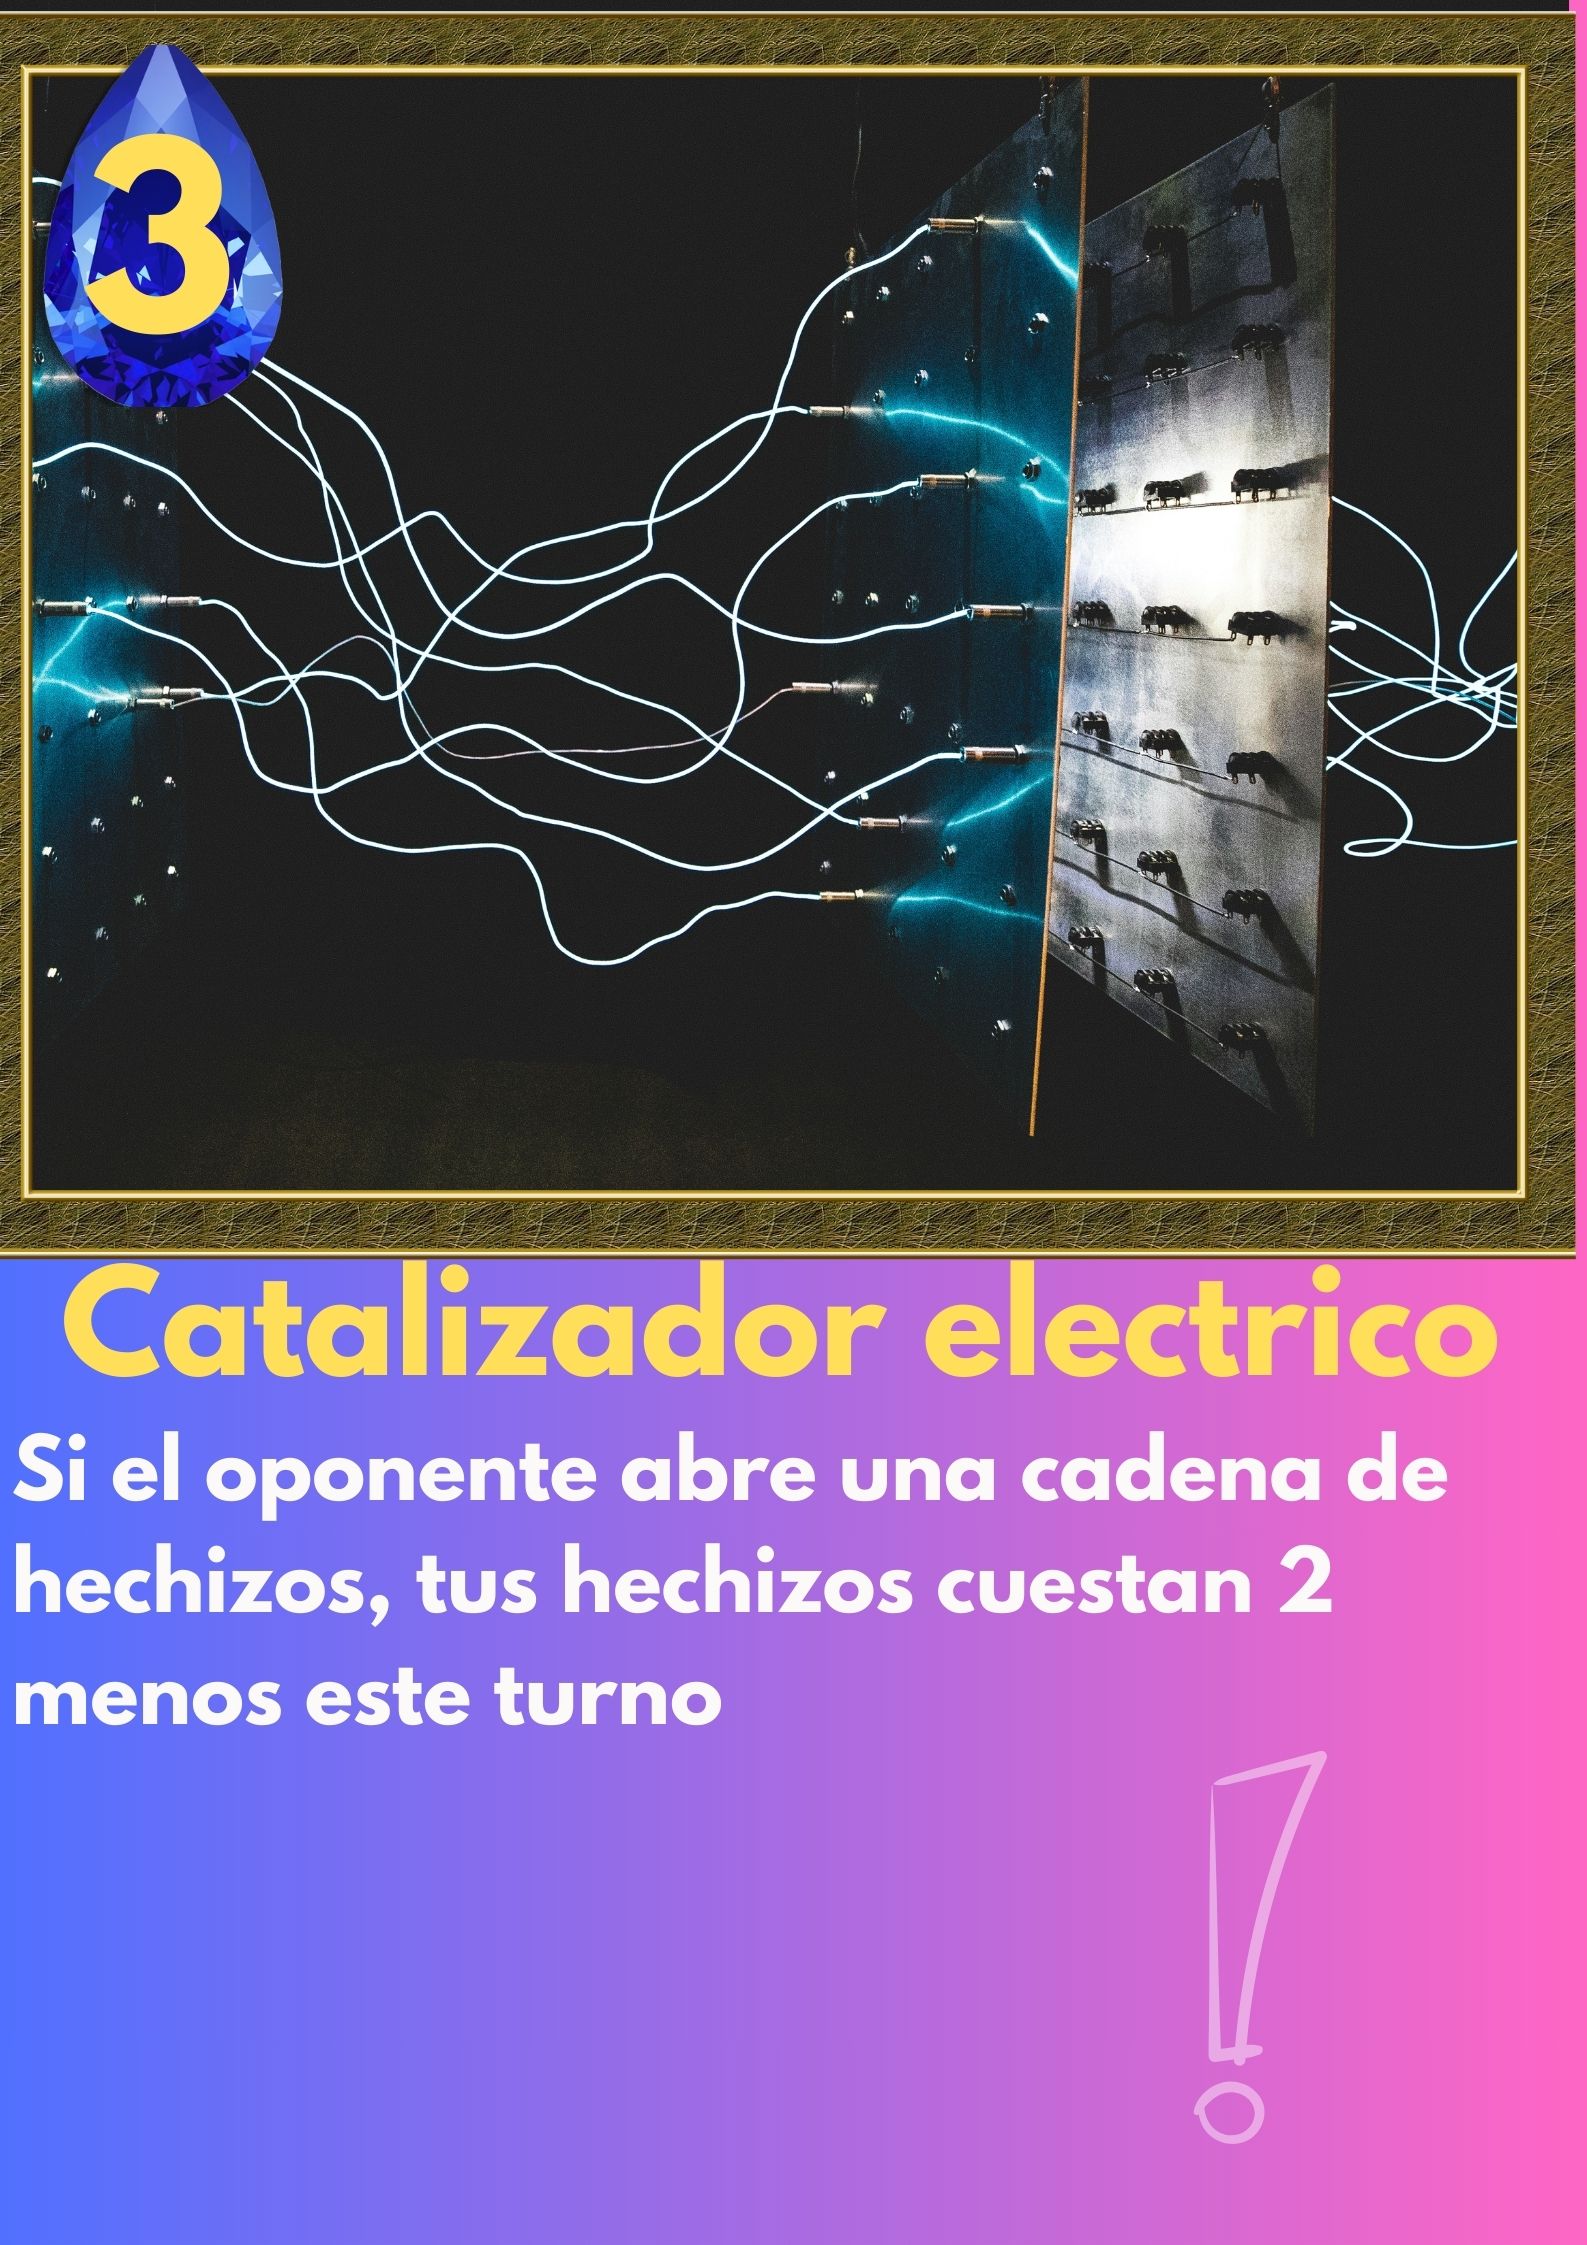 3
Catalizador electrico
Si el oponente abre una cadena de
hechizos, tus hechizos cuestan 2
menos este turno
!